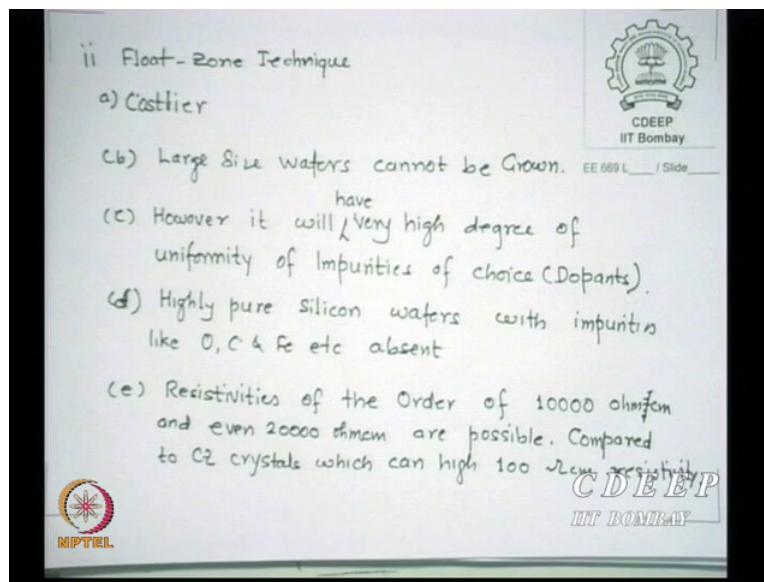 ii Float-Zone Technique
a) Costlier
(b) Large Size Wafers cannot be Grown.
have
(c) However it will very high degree of
uniformity of Impurities of choice (Dopants).
(d) Highly pure Silicon wafers with impurities
like O, C & Fe etc absent
(e) Resistivities of the Order of 10000 ohm cm
and even 20000 ohmcm are possible. Compared
to CZ crystals which can high 100 Ωcm resistivity
CDEEP
IIT Bombay
EE 669 L___ / Slide___
NPTEL
CDEEP
IIT BOMBAY